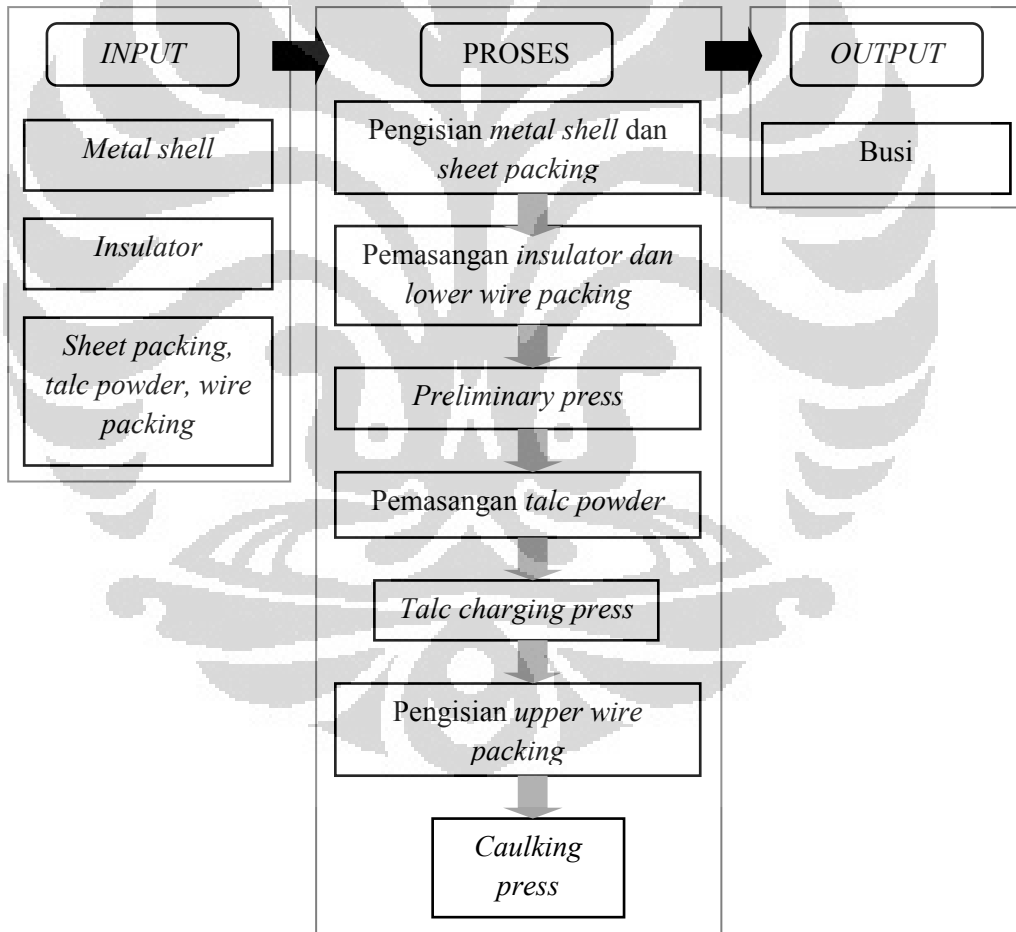 INPUT
Metal shell
Insulator
Sheet packing,
talc powder, wire
packing
PROSES
Pengisian metal shell dan
sheet packing
Pemasangan insulator dan
lower wire packing
Preliminary press
Pemasangan talc powder
Talc charging press
Pengisian upper wire
packing
Caulking
press
OUTPUT
Busi